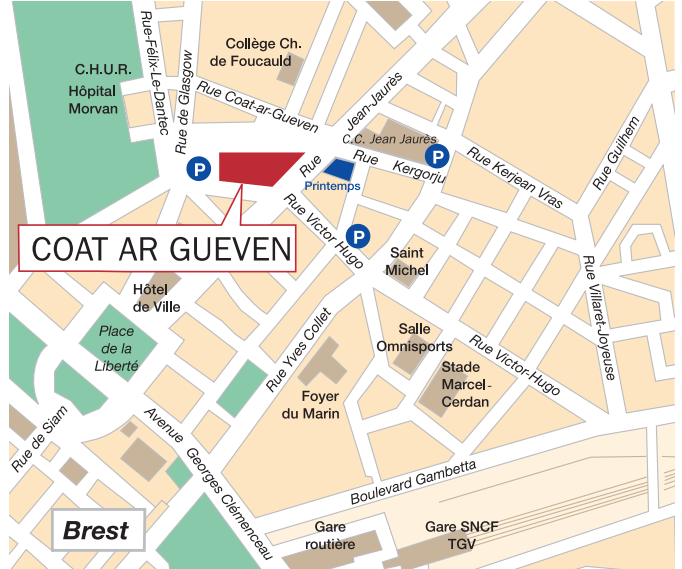 Rue-Félix-Le-Dantec
Rue de Glasgow
C.H.U.R.
Hôpital
Morvan
Collège Ch.
de Foucauld
Rue Coat-ar-Gueven
Jean-Jaurès
Rue
C.C. Jean Jaurès
P
Rue Kergorju
Rue Kerjean Vras
Rue Guilhem
P
Printemps
COAT AR GUEVEN
Rue Victor Hugo
P
Saint
Michel
Rue Villaret-Joyeuse
Hôtel
de Ville
Place
de la
Liberté
Rue Yves Collet
Salle
Omnisports
Rue Victor-Hugo
Stade
Marcel-
Cerdan
Foyer
du Marin
Rue de Siam
Avenue Georges Clémenceau
Boulevard Gambetta
Brest
Gare
routière
Gare SNCF
TGV